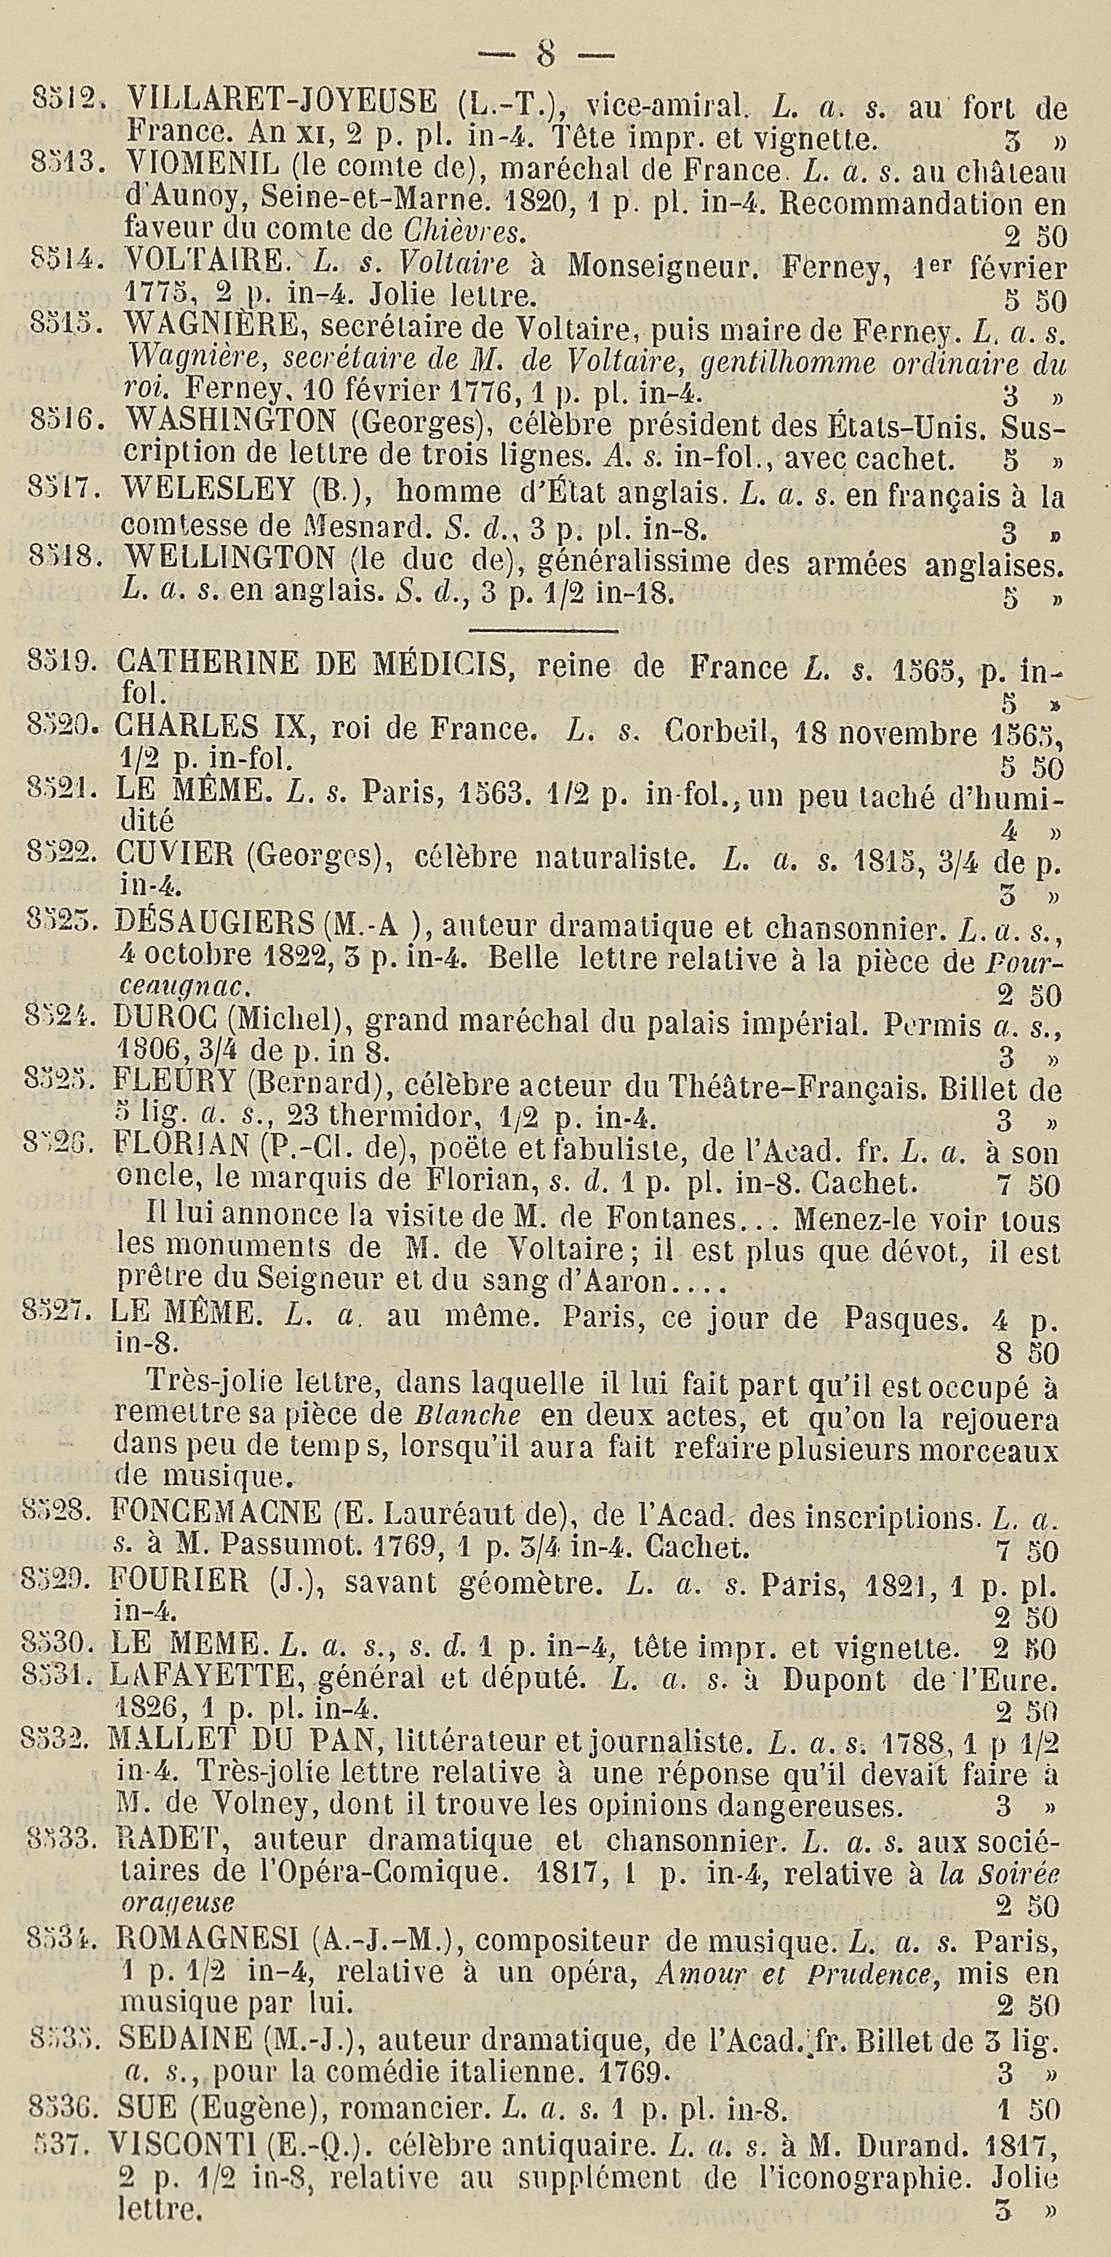 — 8 —
8512. VILLARET-JOYEUSE (L.-T.), vice-amiral. L. a. s. au fort de
France. An XI, 2 p. pl. in-4. Tête impr. et vignette. 3 »
8513. VIOMENIL (le comte de), maréchal de France. L. a. s. au château
d'Aunoy, Seine-et-Marne. 1820, 1 p. pl. in-4. Recommandation en
faveur du comte de Chièvres. 2 50
8514. VOLTAIRE. L. s. Voltaire à Monseigneur. Ferney, 1er février
1775, 2 p. in-4. Jolie lettre. 5 50
8515. WAGNIÈRE, secrétaire de Voltaire, puis maire de Ferney. L. a. s.
Wagnière, secrétaire de M. de Voltaire, gentilhomme ordinaire du
roi. Ferney, 10 février 1776, 1 p. pl. in-4. 3 »
8516. WASHINGTON (Georges), célèbre président des États-Unis. Sus-
cription de lettre de trois lignes. A. s. in-fol., avec cachet. 5 »
8517. WELESLEY (B.), homme d'État anglais. L. a. s. en français à la
comtesse de Mesnard. S. d., 3 p. pl. in-8. 3 »
8518. WELLINGTON (le duc de), généralissime des armées anglaises.
L. a. s. en anglais. S. d., 3 p. 1/2 in-18. 5 »
8519. CATHERINE DE MÉDICIS, reine de France L. s. 1565, p. in-
fol. 5 »
8520. CHARLES IX, roi de France. L. s. Corbeil, 18 novembre 1565,
1/2 p. in-fol. 5 50
8521. LE MÊME. L. s. Paris, 1563. 1/2 p. in-fol., un peu taché d'humi-
dité 4 »
8522. CUVIER (Georges), célèbre naturaliste. L. a. s. 1815, 3/4 de p.
in-4. 3 »
8523. DÉSAUGIERS (M.-A ), auteur dramatique et chansonnier. L. a. s.,
4 octobre 1822, 3 p. in-4. Belle lettre relative à la pièce de Pour-
ceaugnac. 2 50
8524. DUROC (Michel), grand maréchal du palais impérial. Permis a. s.,
1806, 3/4 de p. in 8. 3 »
8525. FLEURY (Bernard), célèbre acteur du Théâtre-Français. Billet de
5 lig. a. s., 23 thermidor, 1/2 p. in-4. 3 »
8526. FLORIAN (P.-Cl. de), poëte et fabuliste, de l'Acad. fr. L. a. à son
oncle, le marquis de Florian, s. d. 1 p. pl. in-8. Cachet. 7 50
Il lui annonce la visite de M. de Fontanes... Menez-le voir tous
les monuments de M. de Voltaire; il est plus que dévot, il est
prêtre du Seigneur et du sang d'Aaron....
8527. LE MÊME. L. a. au même. Paris, ce jour de Pasques. 4 p.
in-8. 8 50
Très-jolie lettre, dans laquelle il lui fait part qu'il est occupé à
remettre sa pièce de Blanche en deux actes, et qu'on la rejouera
dans peu de temps, lorsqu'il aura fait refaire plusieurs morceaux
de musique.
8528. FONCEMAGNE (E. Lauréaut de), de l'Acad. des inscriptions. L. a.
s. à M. Passumot. 1769, 1 p. 3/4 in-4. Cachet. 7 50
8529. FOURIER (J.), savant géomètre. L. a. s. Paris, 1821, 1 p. pl.
in-4. 2 50
8530. LE MEME. L. a. s., s. d. 1 p. in-4, tête impr. et vignette. 2 50
8531. LAFAYETTE, général et député. L. a. s. à Dupont de l'Eure.
1826, 1 p. pl. in-4. 2 50
8532. MALLET DU PAN, littérateur et journaliste. L. a. s. 1788, 1 p 1/2
in-4. Très-jolie lettre relative à une réponse qu'il devait faire à
M. de Volney, dont il trouve les opinions dangereuses. 3 »
8533. RADET, auteur dramatique et chansonnier. L. a. s. aux socié-
taires de l'Opéra-Comique. 1817, 1 p. in-4, relative à la Soirée
orageuse 2 50
8534. ROMAGNESI (A.-J.-M.), compositeur de musique. L. a. s. Paris,
1 p. 1/2 in-4, relative à un opéra, Amour et Prudence, mis en
musique par lui. 2 50
8535. SEDAINE (M.-J.), auteur dramatique, de l'Acad. fr. Billet de 3 lig.
a. s., pour la comédie italienne. 1769. 3 »
8536. SUE (Eugène), romancier. L. a. s. 1 p. pl. in-8. 1 50
537. VISCONTI (E.-Q.). célèbre antiquaire. L. a. s. à M. Durand. 1817,
2 p. 1/2 in-8, relative au supplément de l'iconographie. Jolie
lettre. 3 »